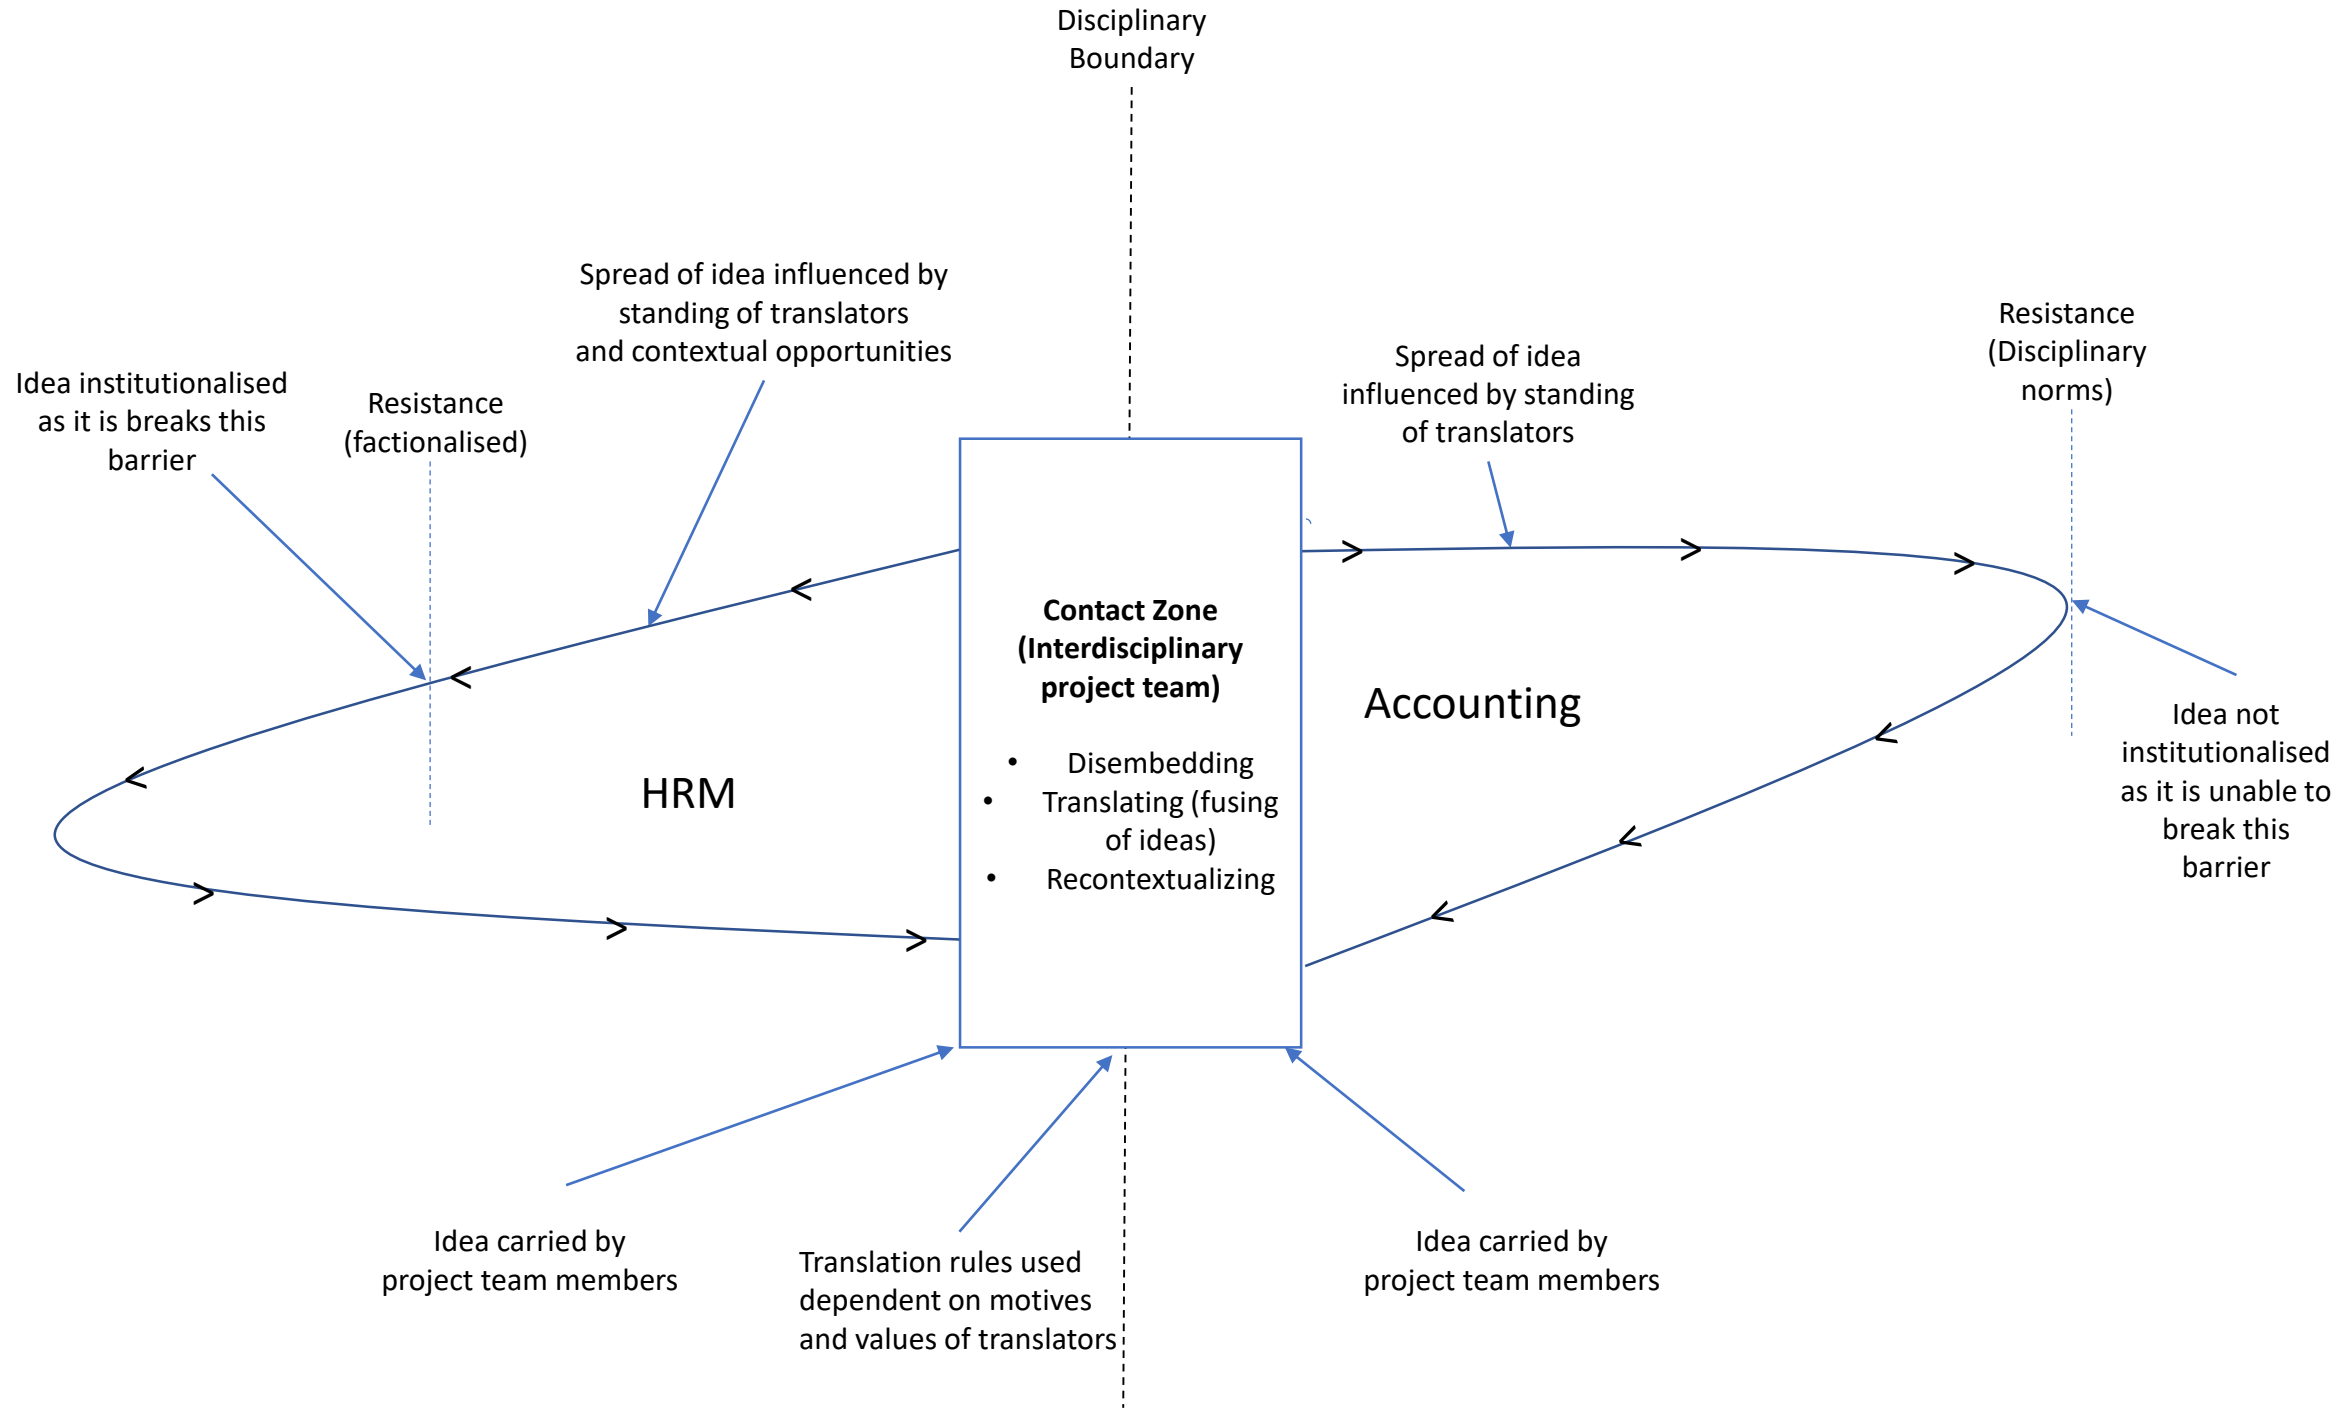 Disciplinary
Boundary
Spread of idea influenced by
standing of translators
and contextual opportunities
Idea institutionalised
as it is breaks this
barrier
Resistance
(factionalised)
Spread of idea
influenced by standing
of translators
Resistance
(Disciplinary
norms)
HRM
Contact Zone
(Interdisciplinary
project team)
• Disembedding
• Translating (fusing
of ideas)
• Recontextualizing
Accounting
Idea not
institutionalised
as it is unable to
break this
barrier
Idea carried by
project team members
Translation rules used
dependent on motives
and values of translators
Idea carried by
project team members